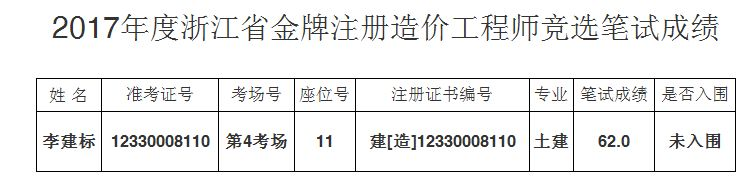 2017年度浙江省金牌注册造价工程师竞选笔试成绩
姓 名 准考证号 考场号 座位号 注册证书编号 专业 笔试成绩 是否入围
李建标 12330008110 第4考场 11 建[造]12330008110 土建 62.0 未入围